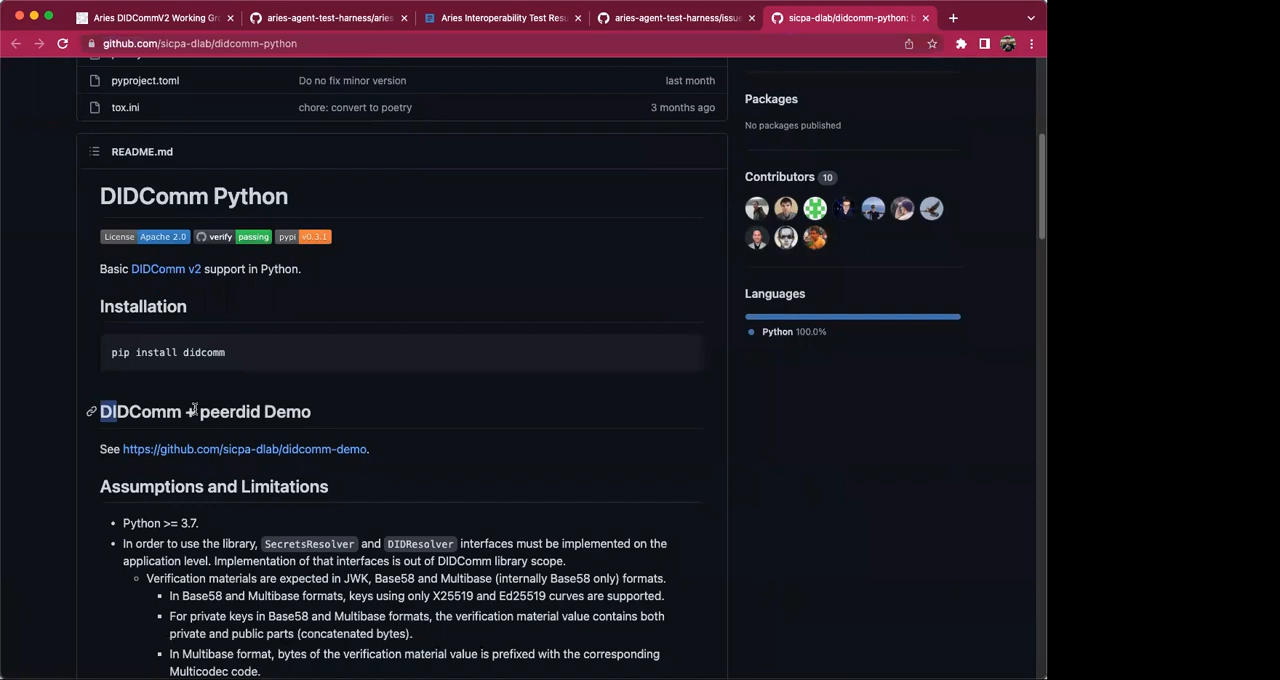 Aries DIDCommV2 Working Gr
aries-agent-test-harness/aries
Aries Interoperability Test Resu
aries-agent-test-harness/issue
sicpa-dlab/didcomm-python: b
github.com/sicpa-dlab/didcomm-python
pyproject.toml Do no fix minor version last month
tox.ini chore: convert to poetry 3 months ago
README.md
DIDComm Python
License Apache 2.0 verify passing pypi v0.3.1
Basic DIDComm v2 support in Python.
Installation
pip install didcomm
DIDComm + peerdid Demo
See https://github.com/sicpa-dlab/didcomm-demo.
Assumptions and Limitations
• Python >= 3.7.
• In order to use the library, SecretsResolver and DIDResolver interfaces must be implemented on the
application level. Implementation of that interfaces is out of DIDComm library scope.
Verification materials are expected in JWK, Base58 and Multibase (internally Base58 only) formats.
In Base58 and Multibase formats, keys using only X25519 and Ed25519 curves are supported.
For private keys in Base58 and Multibase formats, the verification material value contains both
private and public parts (concatenated bytes).
In Multibase format, bytes of the verification material value is prefixed with the corresponding
Multicodec code.
Packages
No packages published
Contributors 10
Languages
Python 100.0%